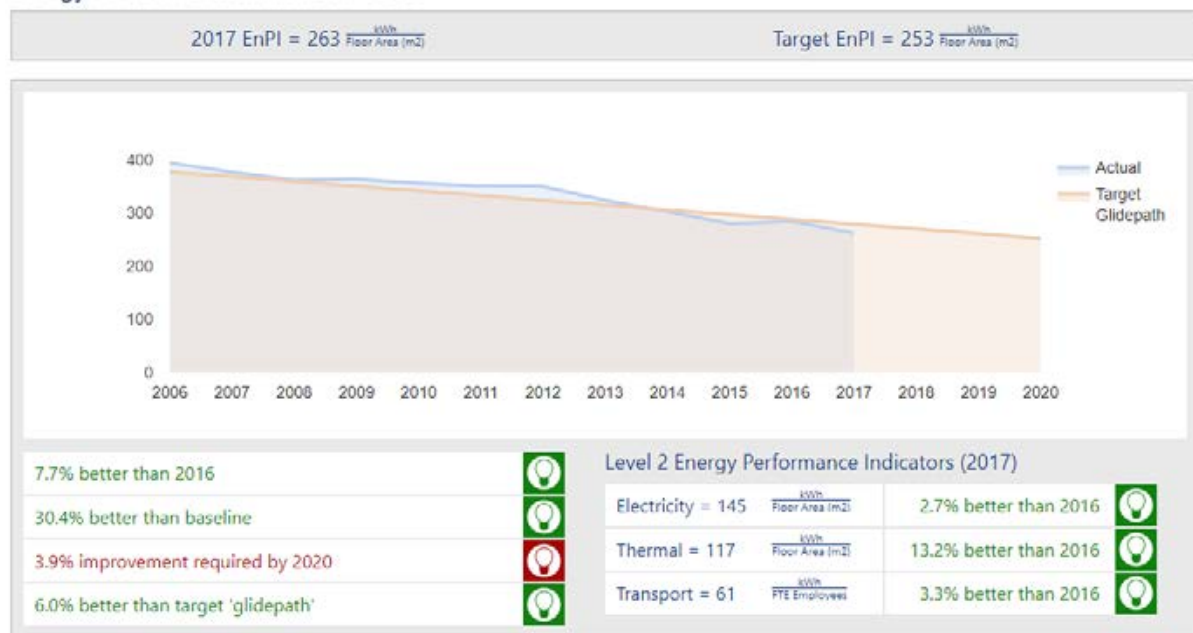 2017 EnPI = 263 kWh / Floor Area (m2)
Target EnPI = 253 kWh / Floor Area (m2)
400
300
200
100
0
2006 2007 2008 2009 2010 2011 2012 2013 2014 2015 2016 2017 2018 2019 2020
Actual
Target
Glidepath
7.7% better than 2016
30.4% better than baseline
3.9% improvement required by 2020
6.0% better than target 'glidepath'
Level 2 Energy Performance Indicators (2017)
Electricity = 145 kWh / Floor Area (m2) 2.7% better than 2016
Thermal = 117 kWh / Floor Area (m2) 13.2% better than 2016
Transport = 61 kWh / FTE Employees 3.3% better than 2016